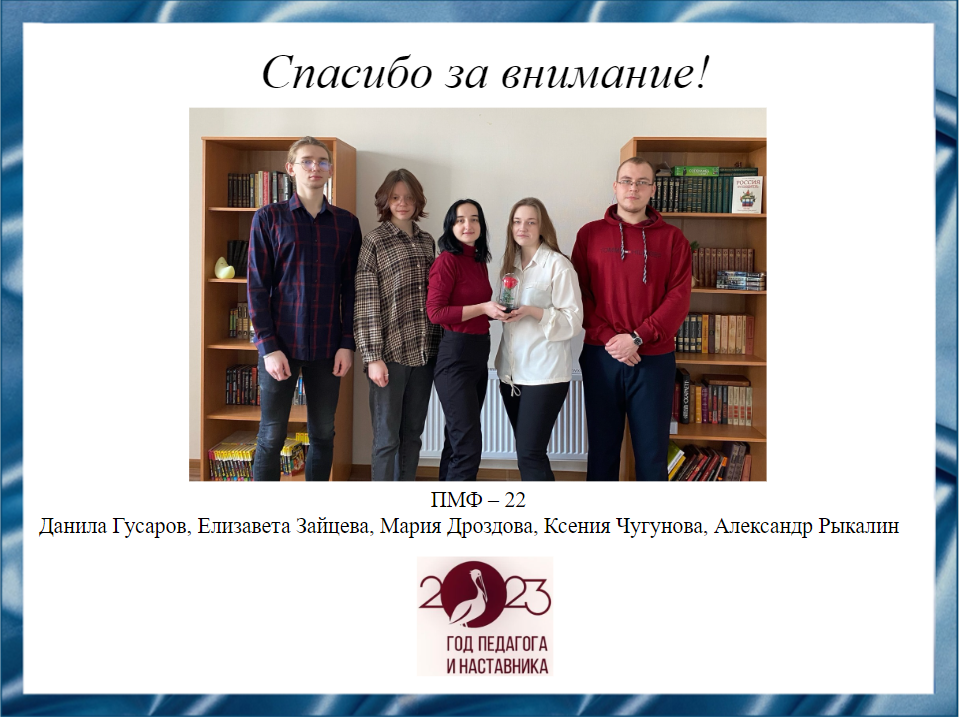 Спасибо за внимание!
РОССИЯ
ПМФ – 22
Данила Гусаров, Елизавета Зайцева, Мария Дроздова, Ксения Чугунова, Александр Рыкалин
2023
ГОД ПЕДАГОГА
И НАСТАВНИКА